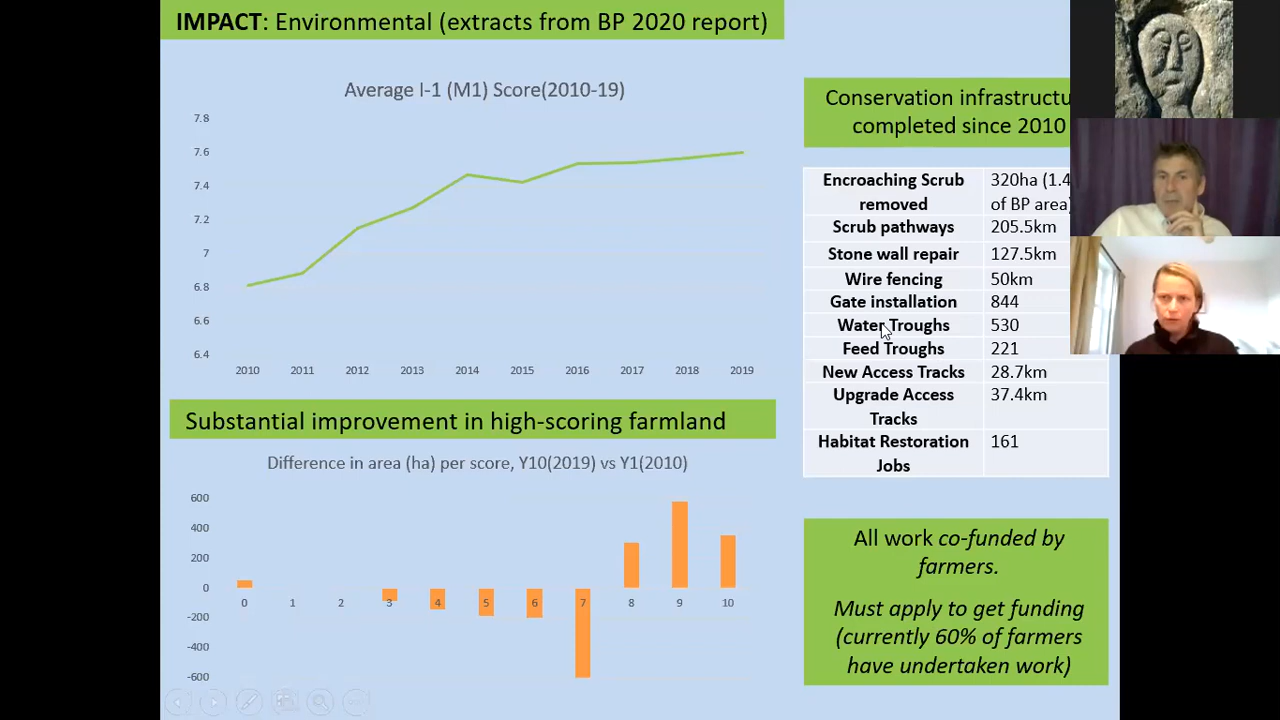 IMPACT: Environmental (extracts from BP 2020 report)
Average I-1 (M1) Score(2010-19)
7.8
7.6
7.4
7.2
7
6.8
6.6
6.4
2010 2011 2012 2013 2014 2015 2016 2017 2018 2019
Substantial improvement in high-scoring farmland
Difference in area (ha) per score, Y10(2019) vs Y1(2010)
600
400
200
0
-200
-400
-600
0 1 2 3 4 5 6 7 8 9 10
Conservation infrastructu
completed since 2010
Encroaching Scrub 320ha (1.4
removed of BP area)
Scrub pathways 205.5km
Stone wall repair 127.5km
Wire fencing 50km
Gate installation 844
Water Troughs 530
Feed Troughs 221
New Access Tracks 28.7km
Upgrade Access 37.4km
Tracks
Habitat Restoration 161
Jobs
All work co-funded by
farmers.
Must apply to get funding
(currently 60% of farmers
have undertaken work)